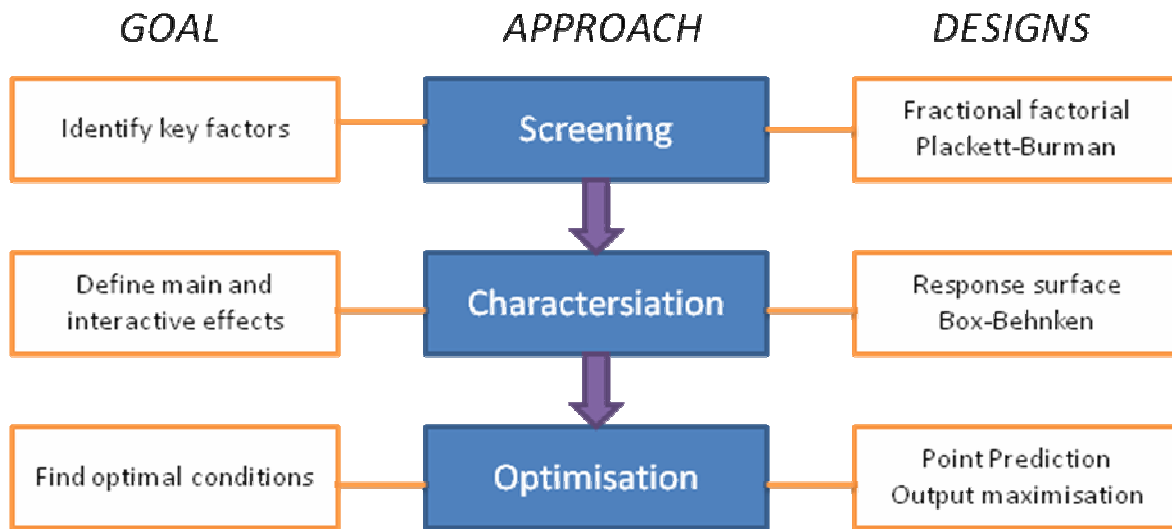 GOAL APPROACH DESIGNS
Identify key factors
Screening
Fractional factorial
Plackett-Burman
Define main and
interactive effects
Charactersiation
Response surface
Box-Behnken
Find optimal conditions
Optimisation
Point Prediction
Output maximisation